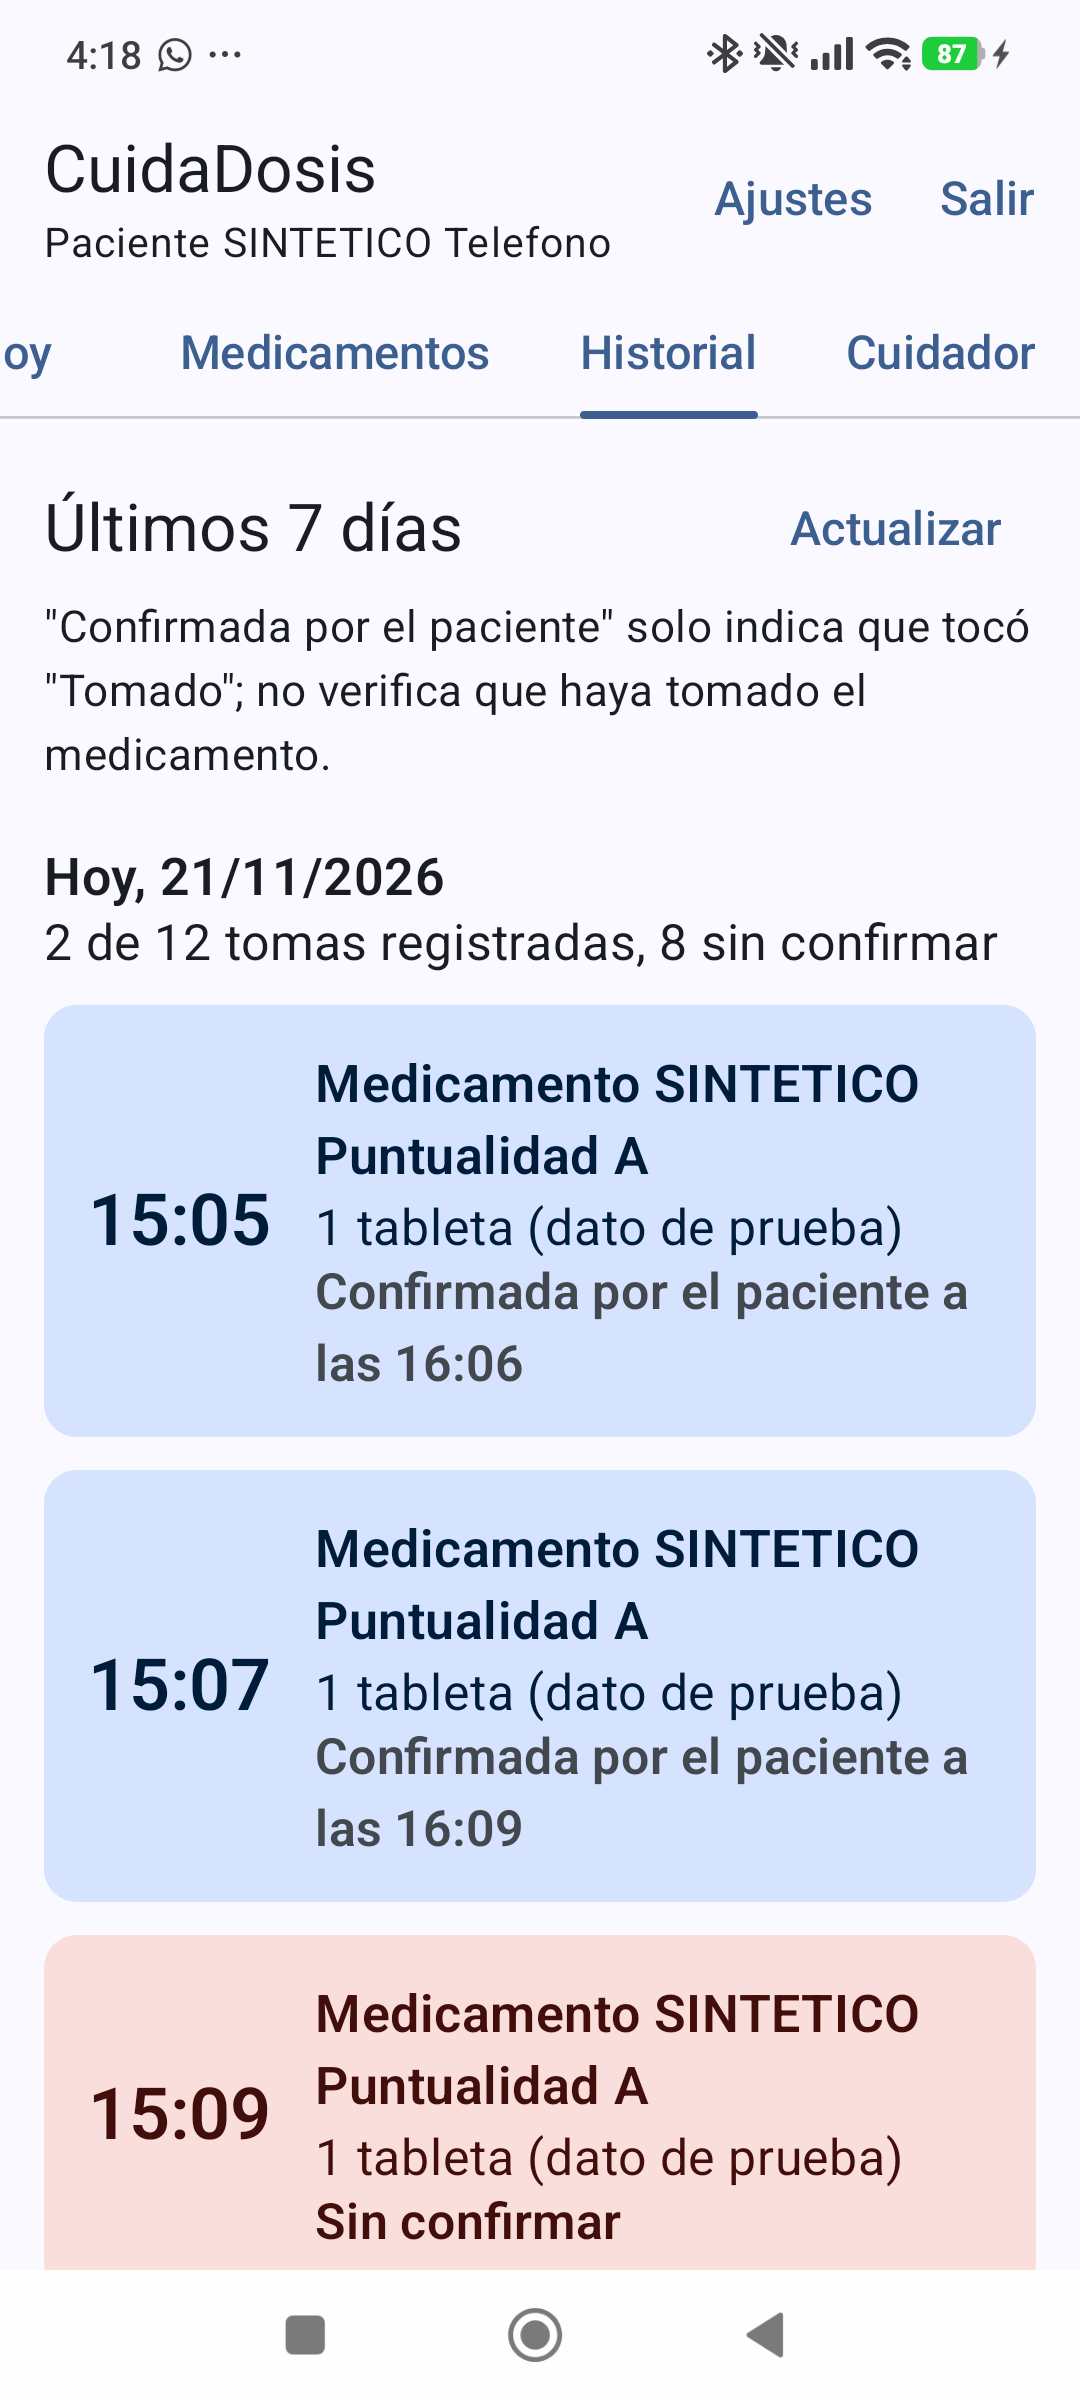 4:18
87
CuidaDosis
Paciente SINTETICO Telefono
Ajustes
Salir
oy
Medicamentos
Historial
Cuidador
Últimos 7 días
Actualizar
"Confirmada por el paciente" solo indica que tocó
"Tomado"; no verifica que haya tomado el
medicamento.
Hoy, 21/11/2026
2 de 12 tomas registradas, 8 sin confirmar
15:05
Medicamento SINTETICO
Puntualidad A
1 tableta (dato de prueba)
Confirmada por el paciente a
las 16:06
15:07
Medicamento SINTETICO
Puntualidad A
1 tableta (dato de prueba)
Confirmada por el paciente a
las 16:09
15:09
Medicamento SINTETICO
Puntualidad A
1 tableta (dato de prueba)
Sin confirmar